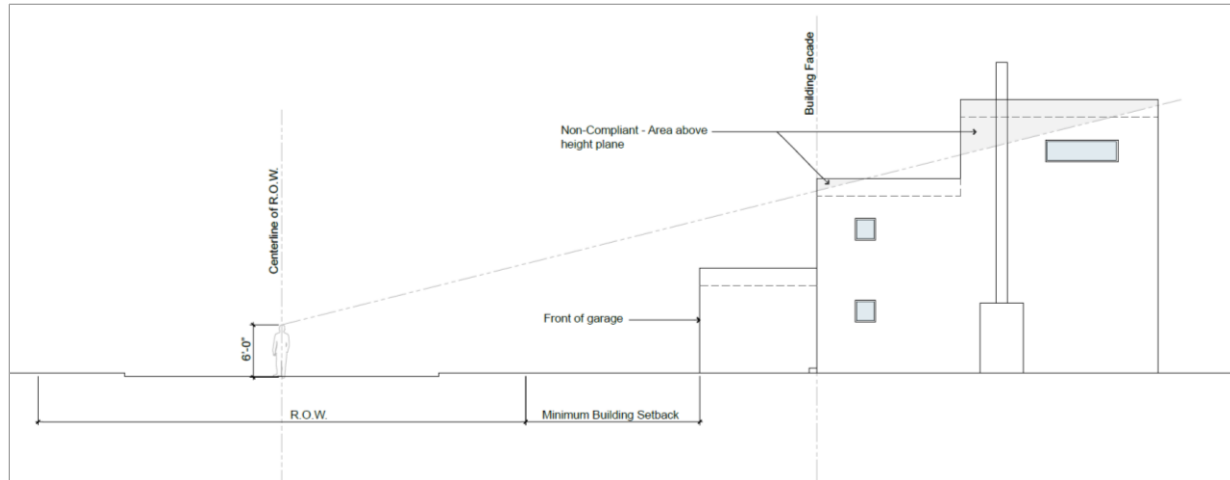 Building Facade
Non-Compliant - Area above
height plane
Centerline of R.O.W.
Front of garage
6'-0"
R.O.W.
Minimum Building Setback